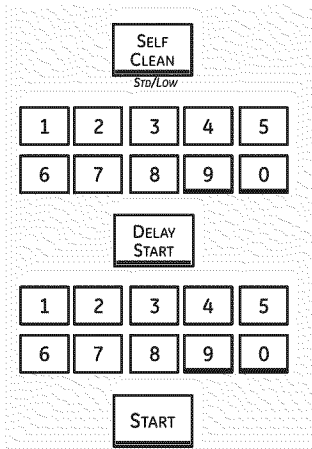 SELF
CLEAN
STD/LOW
1 2 3 4 5
6 7 8 9 0
DELAY
START
1 2 3 4 5
6 7 8 9 0
START